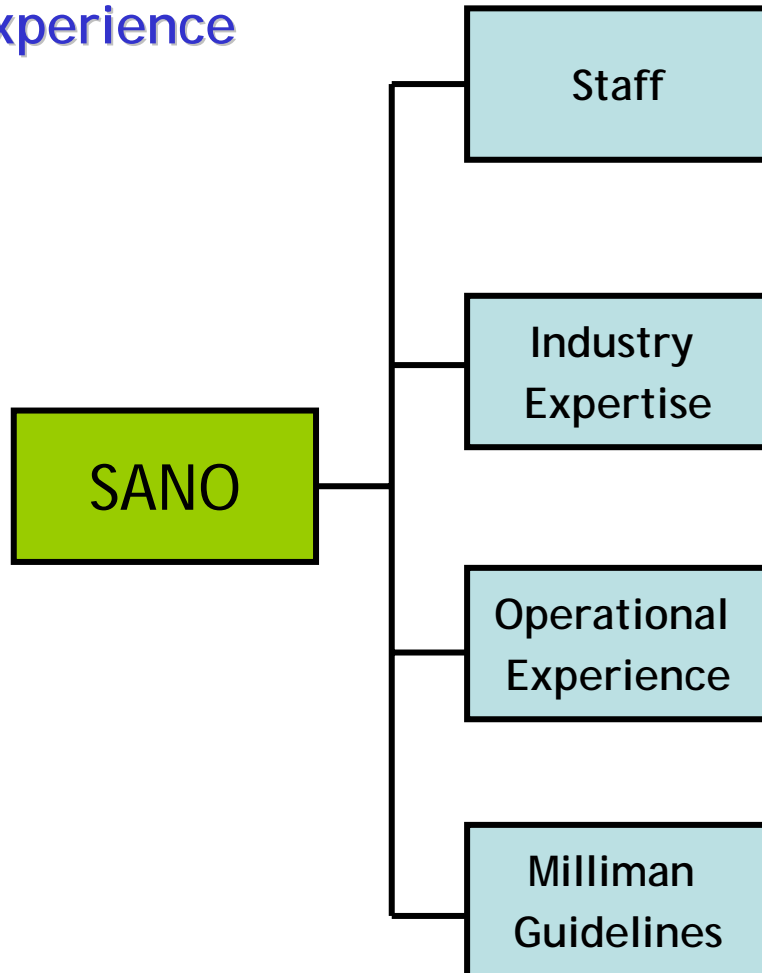 xperience
Staff
Industry
Expertise
SANO
Operational
Experience
Milliman
Guidelines